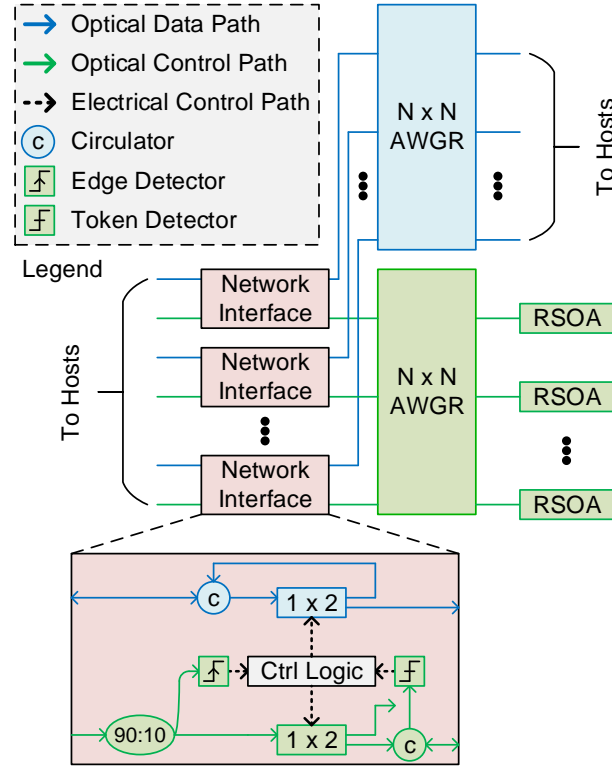 Optical Data Path
Optical Control Path
Electrical Control Path
c
Circulator
Edge Detector
Token Detector
Legend
N x N
AWGR
To Hosts
To Hosts
Network
Interface
Network
Interface
Network
Interface
N x N
AWGR
RSOA
RSOA
RSOA
c
1 x 2
Ctrl Logic
90:10
1 x 2
c